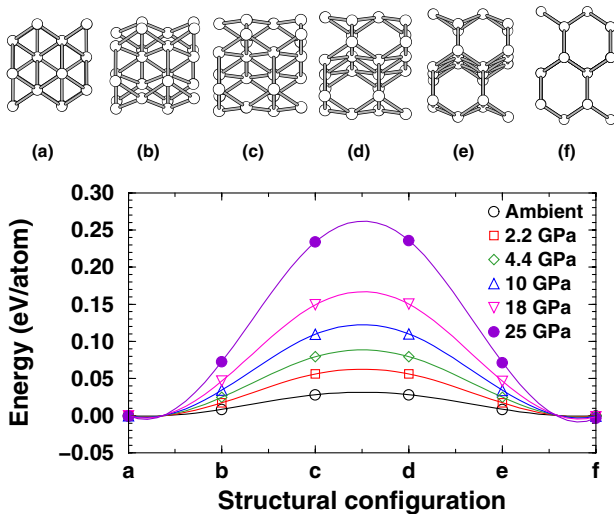 (a) (b) (c) (d) (e) (f)
0.30
0.25
0.20
0.15
0.10
0.05
0.00
−0.05
Energy (eV/atom)
Ambient
2.2 GPa
4.4 GPa
10 GPa
18 GPa
25 GPa
a b c d e f
Structural configuration